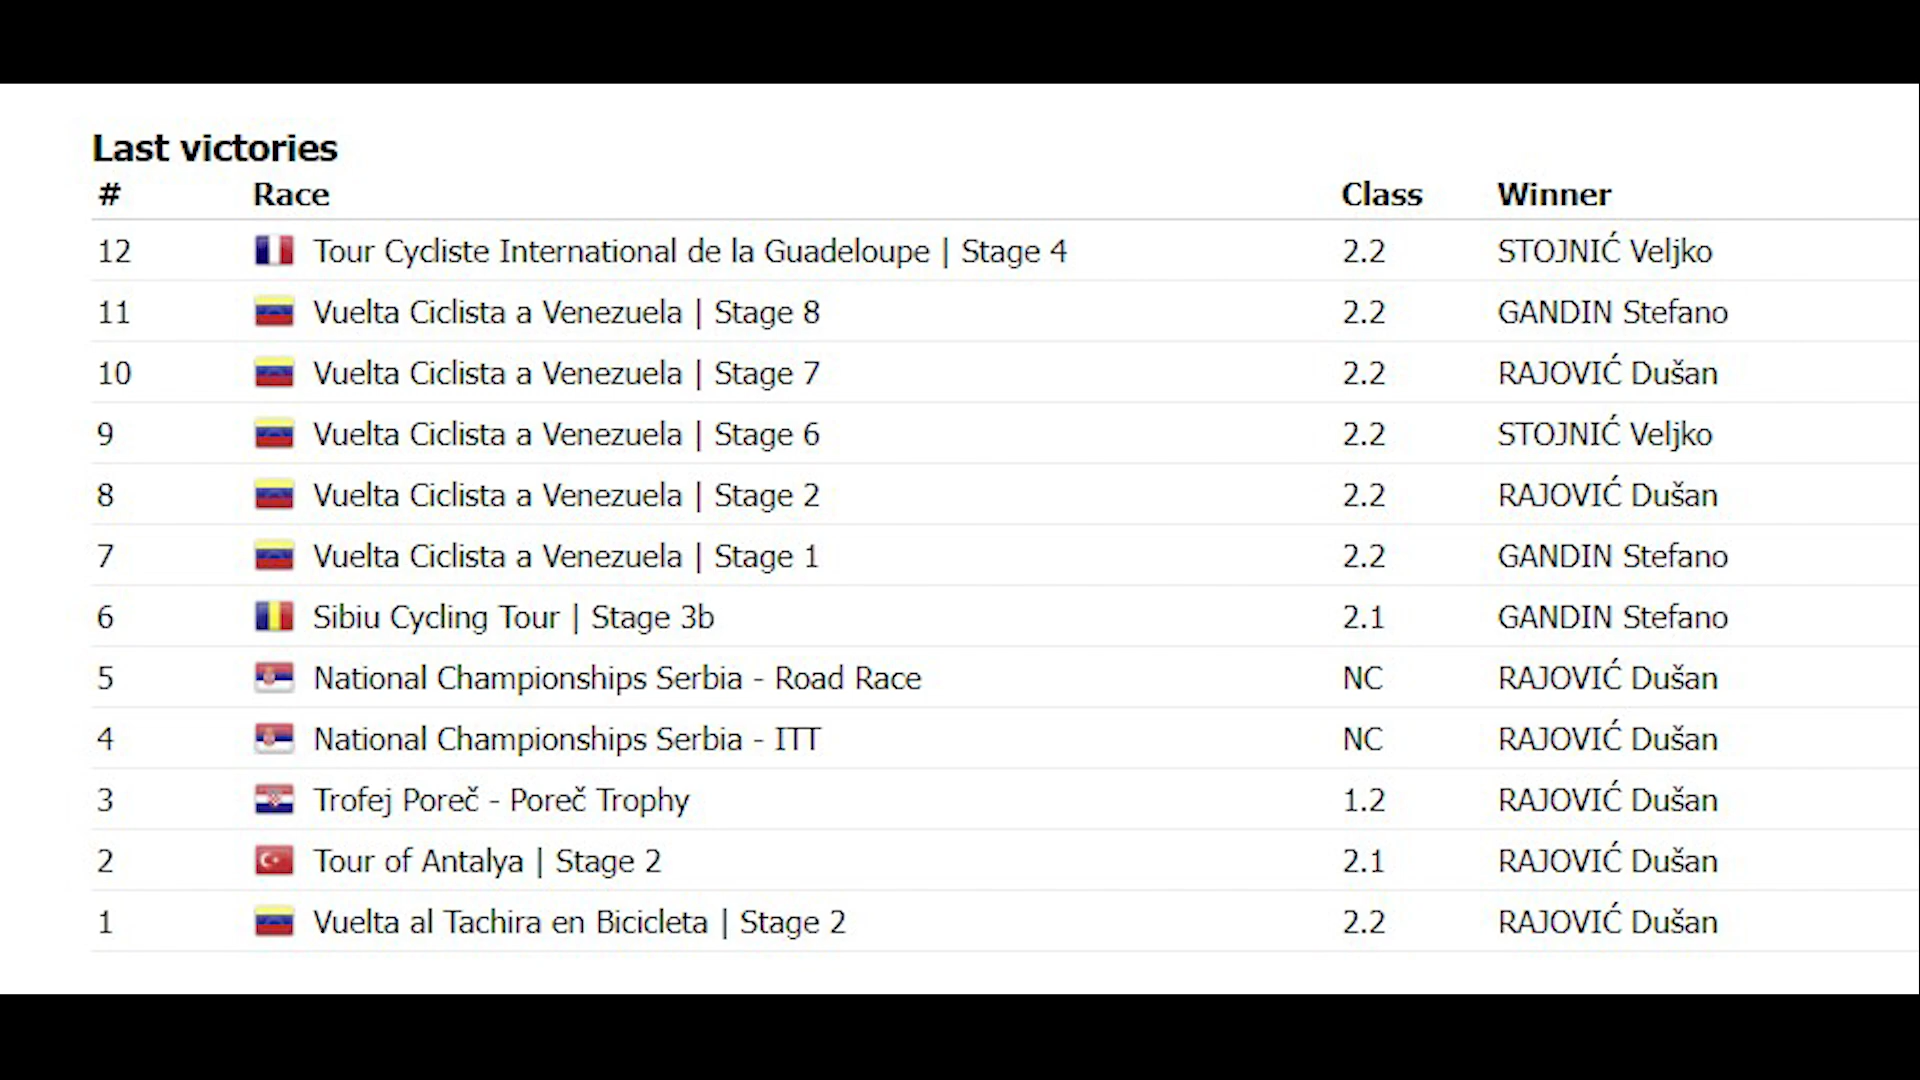 Last victories
# Race Class Winner
12 Tour Cycliste International de la Guadeloupe | Stage 4 2.2 STOJNIĆ Veljko
11 Vuelta Ciclista a Venezuela | Stage 8 2.2 GANDIN Stefano
10 Vuelta Ciclista a Venezuela | Stage 7 2.2 RAJOVIĆ Dušan
9 Vuelta Ciclista a Venezuela | Stage 6 2.2 STOJNIĆ Veljko
8 Vuelta Ciclista a Venezuela | Stage 2 2.2 RAJOVIĆ Dušan
7 Vuelta Ciclista a Venezuela | Stage 1 2.2 GANDIN Stefano
6 Sibiu Cycling Tour | Stage 3b 2.1 GANDIN Stefano
5 National Championships Serbia - Road Race NC RAJOVIĆ Dušan
4 National Championships Serbia - ITT NC RAJOVIĆ Dušan
3 Trofej Poreč - Poreč Trophy 1.2 RAJOVIĆ Dušan
2 Tour of Antalya | Stage 2 2.1 RAJOVIĆ Dušan
1 Vuelta al Tachira en Bicicleta | Stage 2 2.2 RAJOVIĆ Dušan